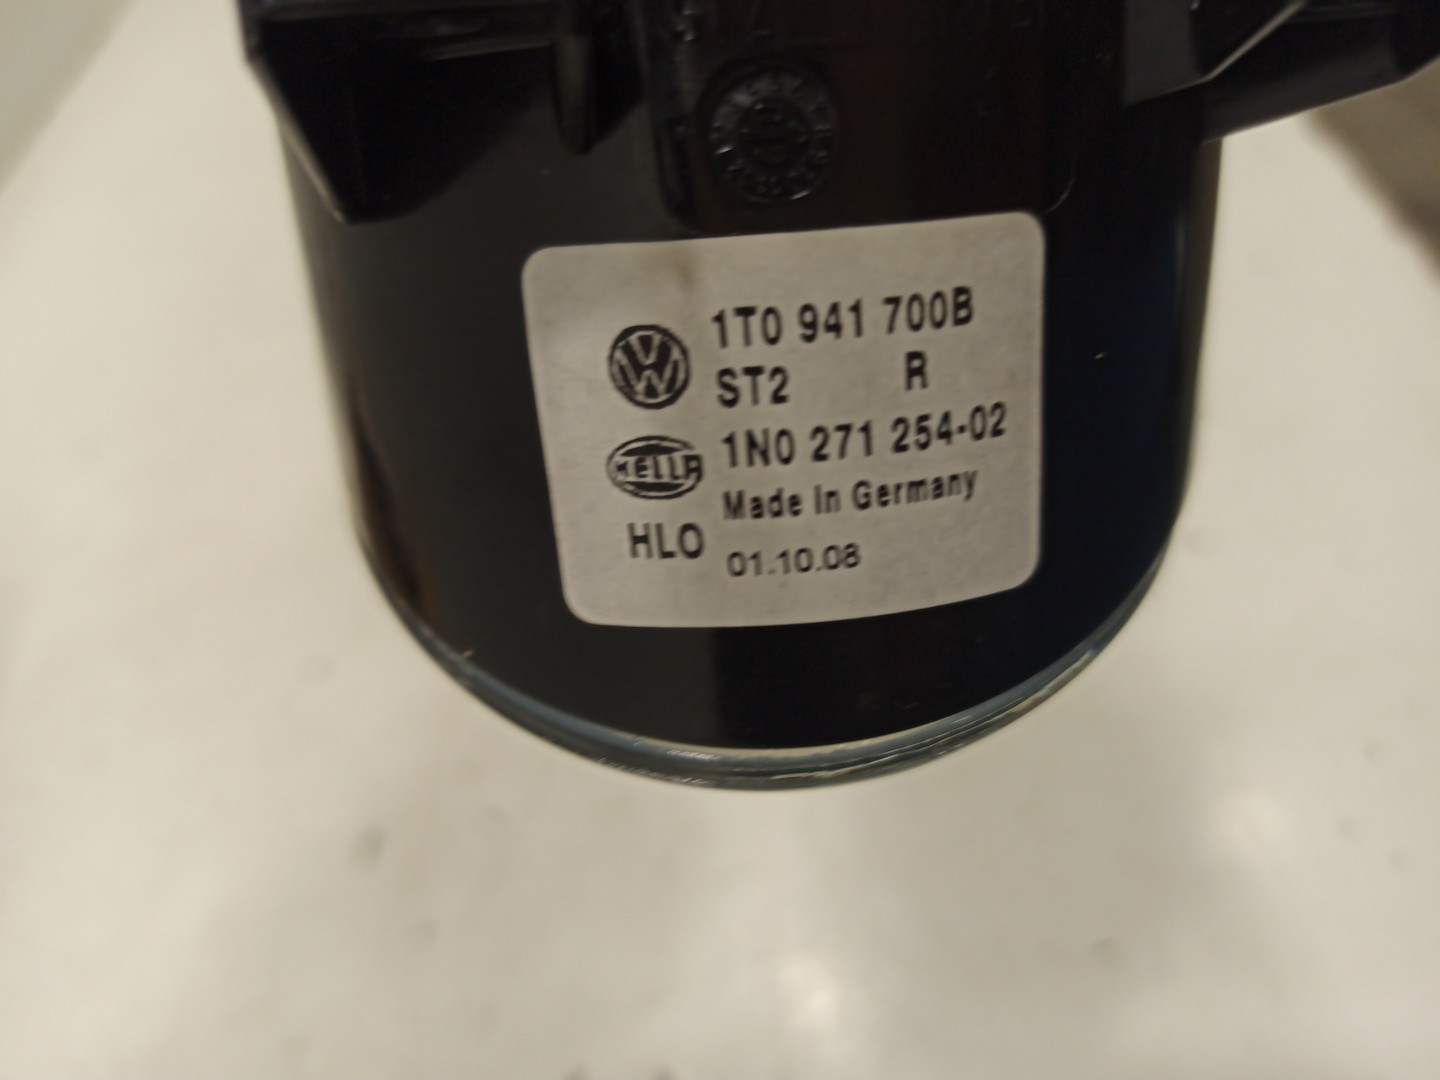 1T0 941 700B
ST2 R
HELLA 1N0 271 254-02
Made In Germany
HLO 01.10.08